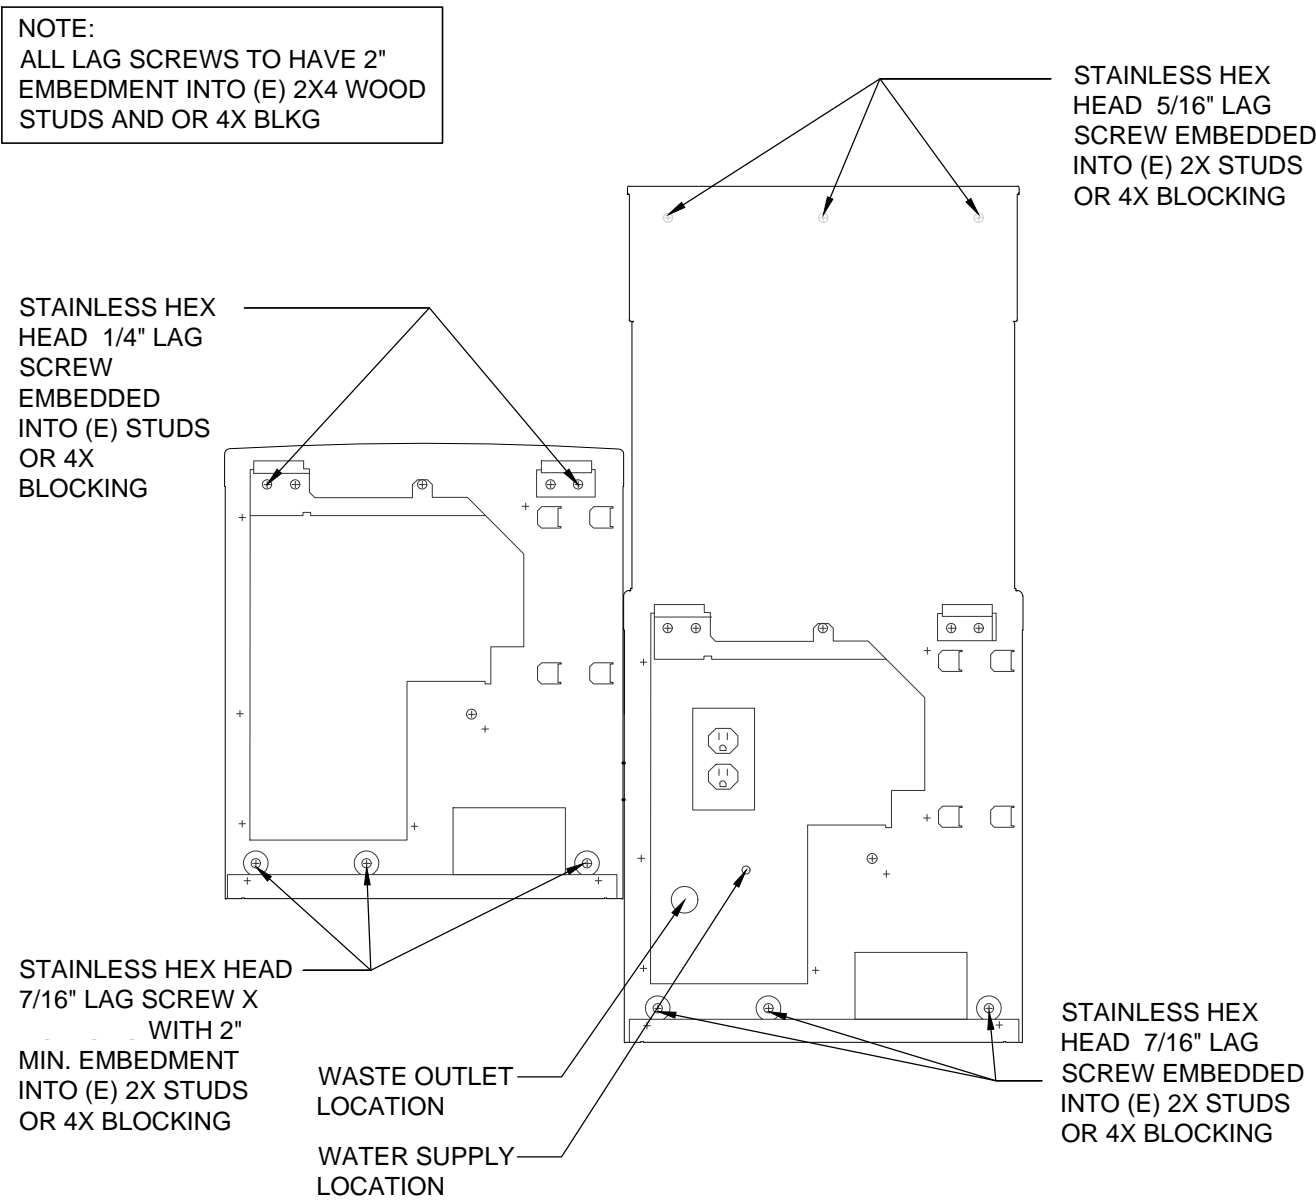 NOTE:
ALL LAG SCREWS TO HAVE 2"
EMBEDMENT INTO (E) 2X4 WOOD
STUDS AND OR 4X BLKG
STAINLESS HEX
HEAD 5/16" LAG
SCREW EMBEDDED
INTO (E) 2X STUDS
OR 4X BLOCKING
STAINLESS HEX
HEAD 1/4" LAG
SCREW
EMBEDDED
INTO (E) STUDS
OR 4X
BLOCKING
STAINLESS HEX HEAD
7/16" LAG SCREW X
WITH 2"
MIN. EMBEDMENT
INTO (E) 2X STUDS
OR 4X BLOCKING
WASTE OUTLET
LOCATION
WATER SUPPLY
LOCATION
STAINLESS HEX
HEAD 7/16" LAG
SCREW EMBEDDED
INTO (E) 2X STUDS
OR 4X BLOCKING